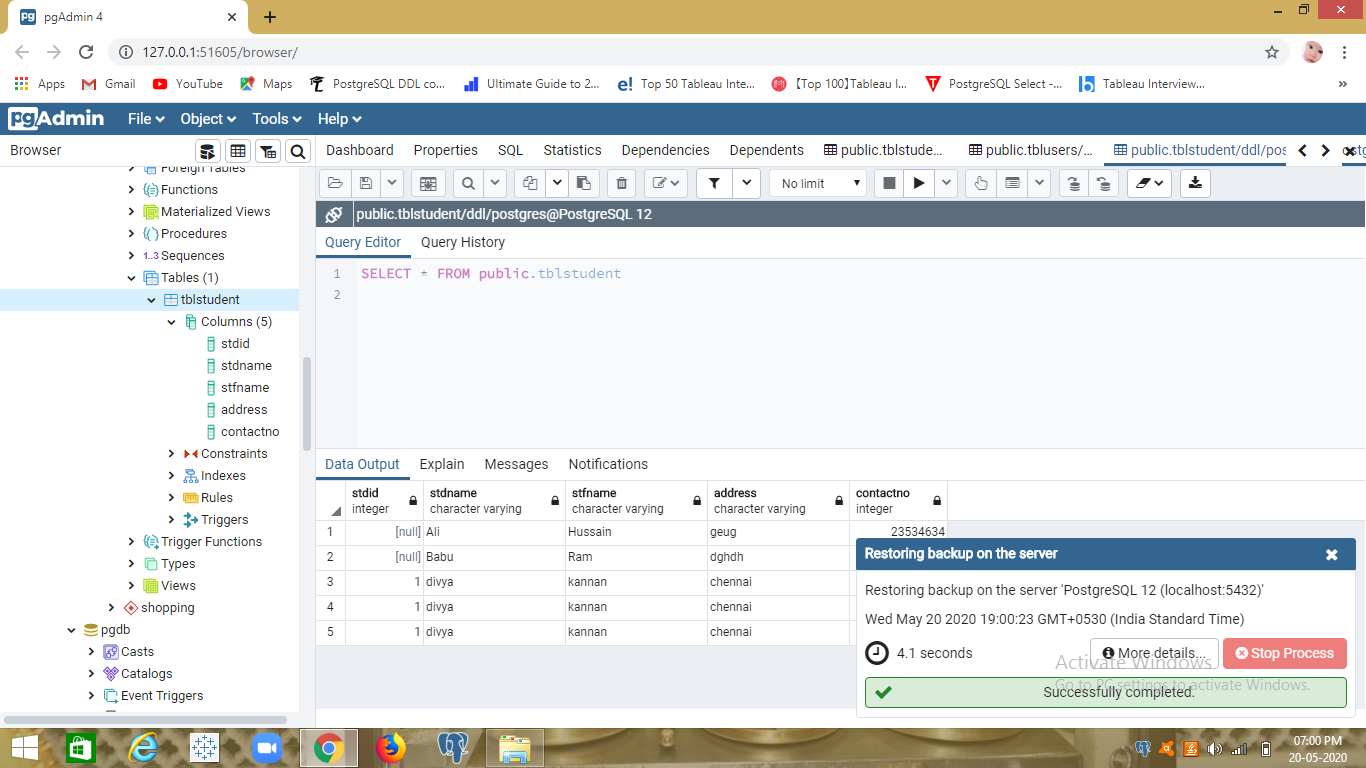 pgAdmin 4
127.0.0.1:51605/browser/
Apps Gmail YouTube Maps PostgreSQL DDL co... Ultimate Guide to 2... Top 50 Tableau Inte... 【Top 100】Tableau I... PostgreSQL Select -... Tableau Interview... »
pgAdmin File Object Tools Help
Browser
Dashboard Properties SQL Statistics Dependencies Dependents public.tblstude... public.tblusers/... public.tblstudent/ddl/pos
Foreign Tables
Functions
Materialized Views
Procedures
1..3 Sequences
Tables (1)
tblstudent
Columns (5)
stdid
stdname
stfname
address
contactno
Constraints
Indexes
Rules
Triggers
Trigger Functions
Types
Views
shopping
pgdb
Casts
Catalogs
Event Triggers
No limit
public.tblstudent/ddl/postgres@PostgreSQL 12
Query Editor Query History
1 SELECT * FROM public.tblstudent
2
Data Output Explain Messages Notifications
stdid stdname stfname address contactno
integer character varying character varying character varying integer
1 [null] Ali Hussain geug 23534634
2 [null] Babu Ram dghdh
3 1 divya kannan chennai
4 1 divya kannan chennai
5 1 divya kannan chennai
Restoring backup on the server
Restoring backup on the server 'PostgreSQL 12 (localhost:5432)'
Wed May 20 2020 19:00:23 GMT+0530 (India Standard Time)
4.1 seconds More details... Stop Process
Activate Windows
Go to PC settings to activate Windows.
Successfully completed.
07:00 PM
20-05-2020